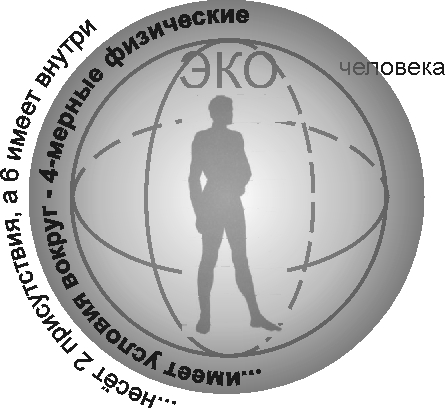 ЭКО
человека
...имеет условия вокруг - 4-мерные физические
...несёт 2 присутствия, а 6 имеет внутри